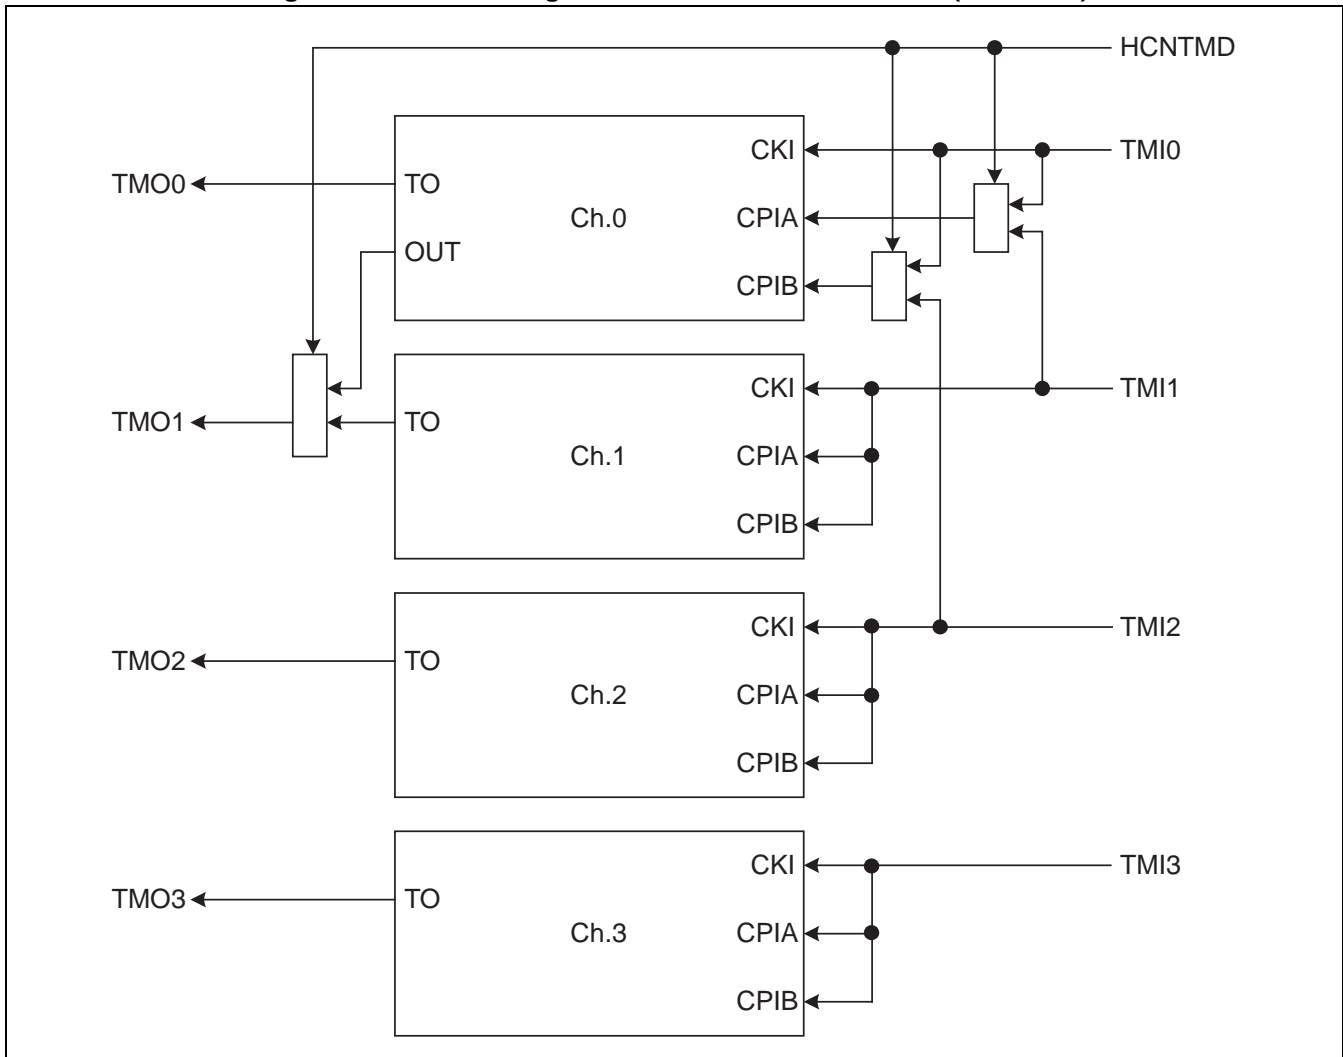 HCNTMD
CKI
TMI0
TMO0
TO
Ch.0
CPIA
OUT
CPIB
CKI
TMI1
TMO1
TO
Ch.1
CPIA
CPIB
CKI
TMI2
TMO2
TO
Ch.2
CPIA
CPIB
CKI
TMI3
TMO3
TO
Ch.3
CPIA
CPIB